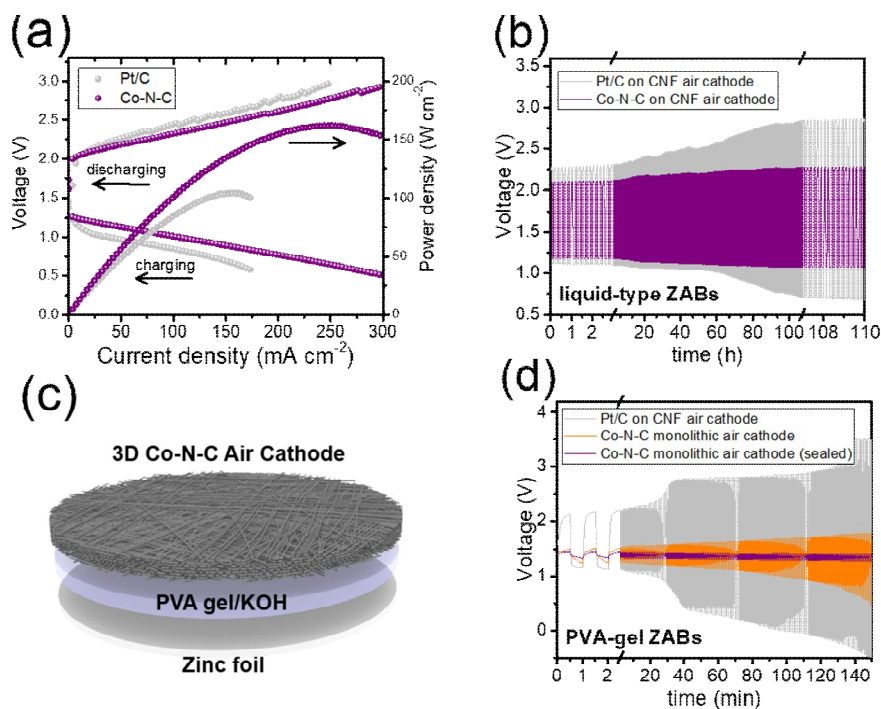 (a)
Pt/C
Co-N-C
discharging
charging
3.0
2.5
2.0
1.5
1.0
0.5
0.0
Voltage (V)
200
150
100
50
0
Power density (W cm⁻²)
0 50 100 150 200 250 300
Current density (mA cm⁻²)
(b)
Pt/C on CNF air cathode
Co-N-C on CNF air cathode
3.5
3.0
2.5
2.0
1.5
1.0
0.5
Voltage (V)
liquid-type ZABs
0 1 2 20 40 60 80 100 108 110
time (h)
(c)
3D Co-N-C Air Cathode
PVA gel/KOH
Zinc foil
(d)
Pt/C on CNF air cathode
Co-N-C monolithic air cathode
Co-N-C monolithic air cathode (sealed)
4
3
2
1
0
Voltage (V)
PVA-gel ZABs
0 1 2 20 40 60 80 100 120 140
time (min)